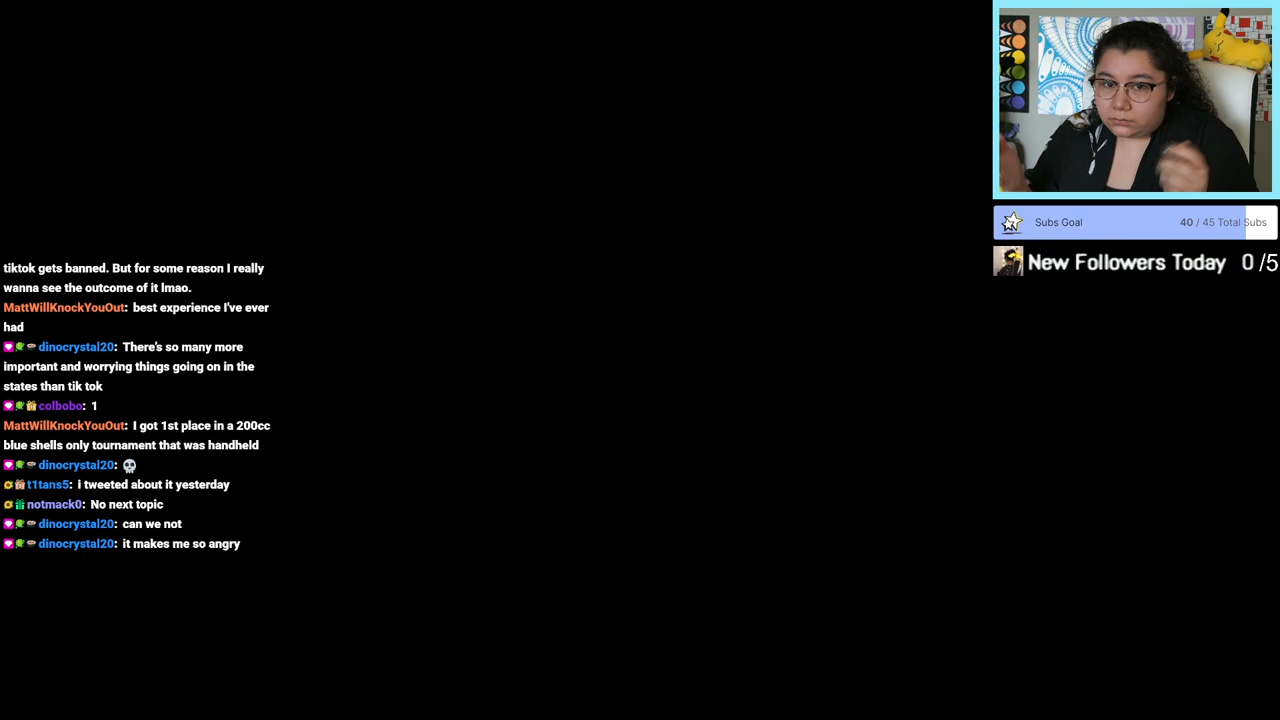 tiktok gets banned. But for some reason I really
wanna see the outcome of it lmao.
MattWillKnockYouOut: best experience I've ever
had
dinocrystal20: There's so many more
important and worrying things going on in the
states than tik tok
colbobo: 1
MattWillKnockYouOut: I got 1st place in a 200cc
blue shells only tournament that was handheld
dinocrystal20: 💀
t1tans5: i tweeted about it yesterday
notmack0: No next topic
dinocrystal20: can we not
dinocrystal20: it makes me so angry
Subs Goal 40 / 45 Total Subs
New Followers Today 0 /5